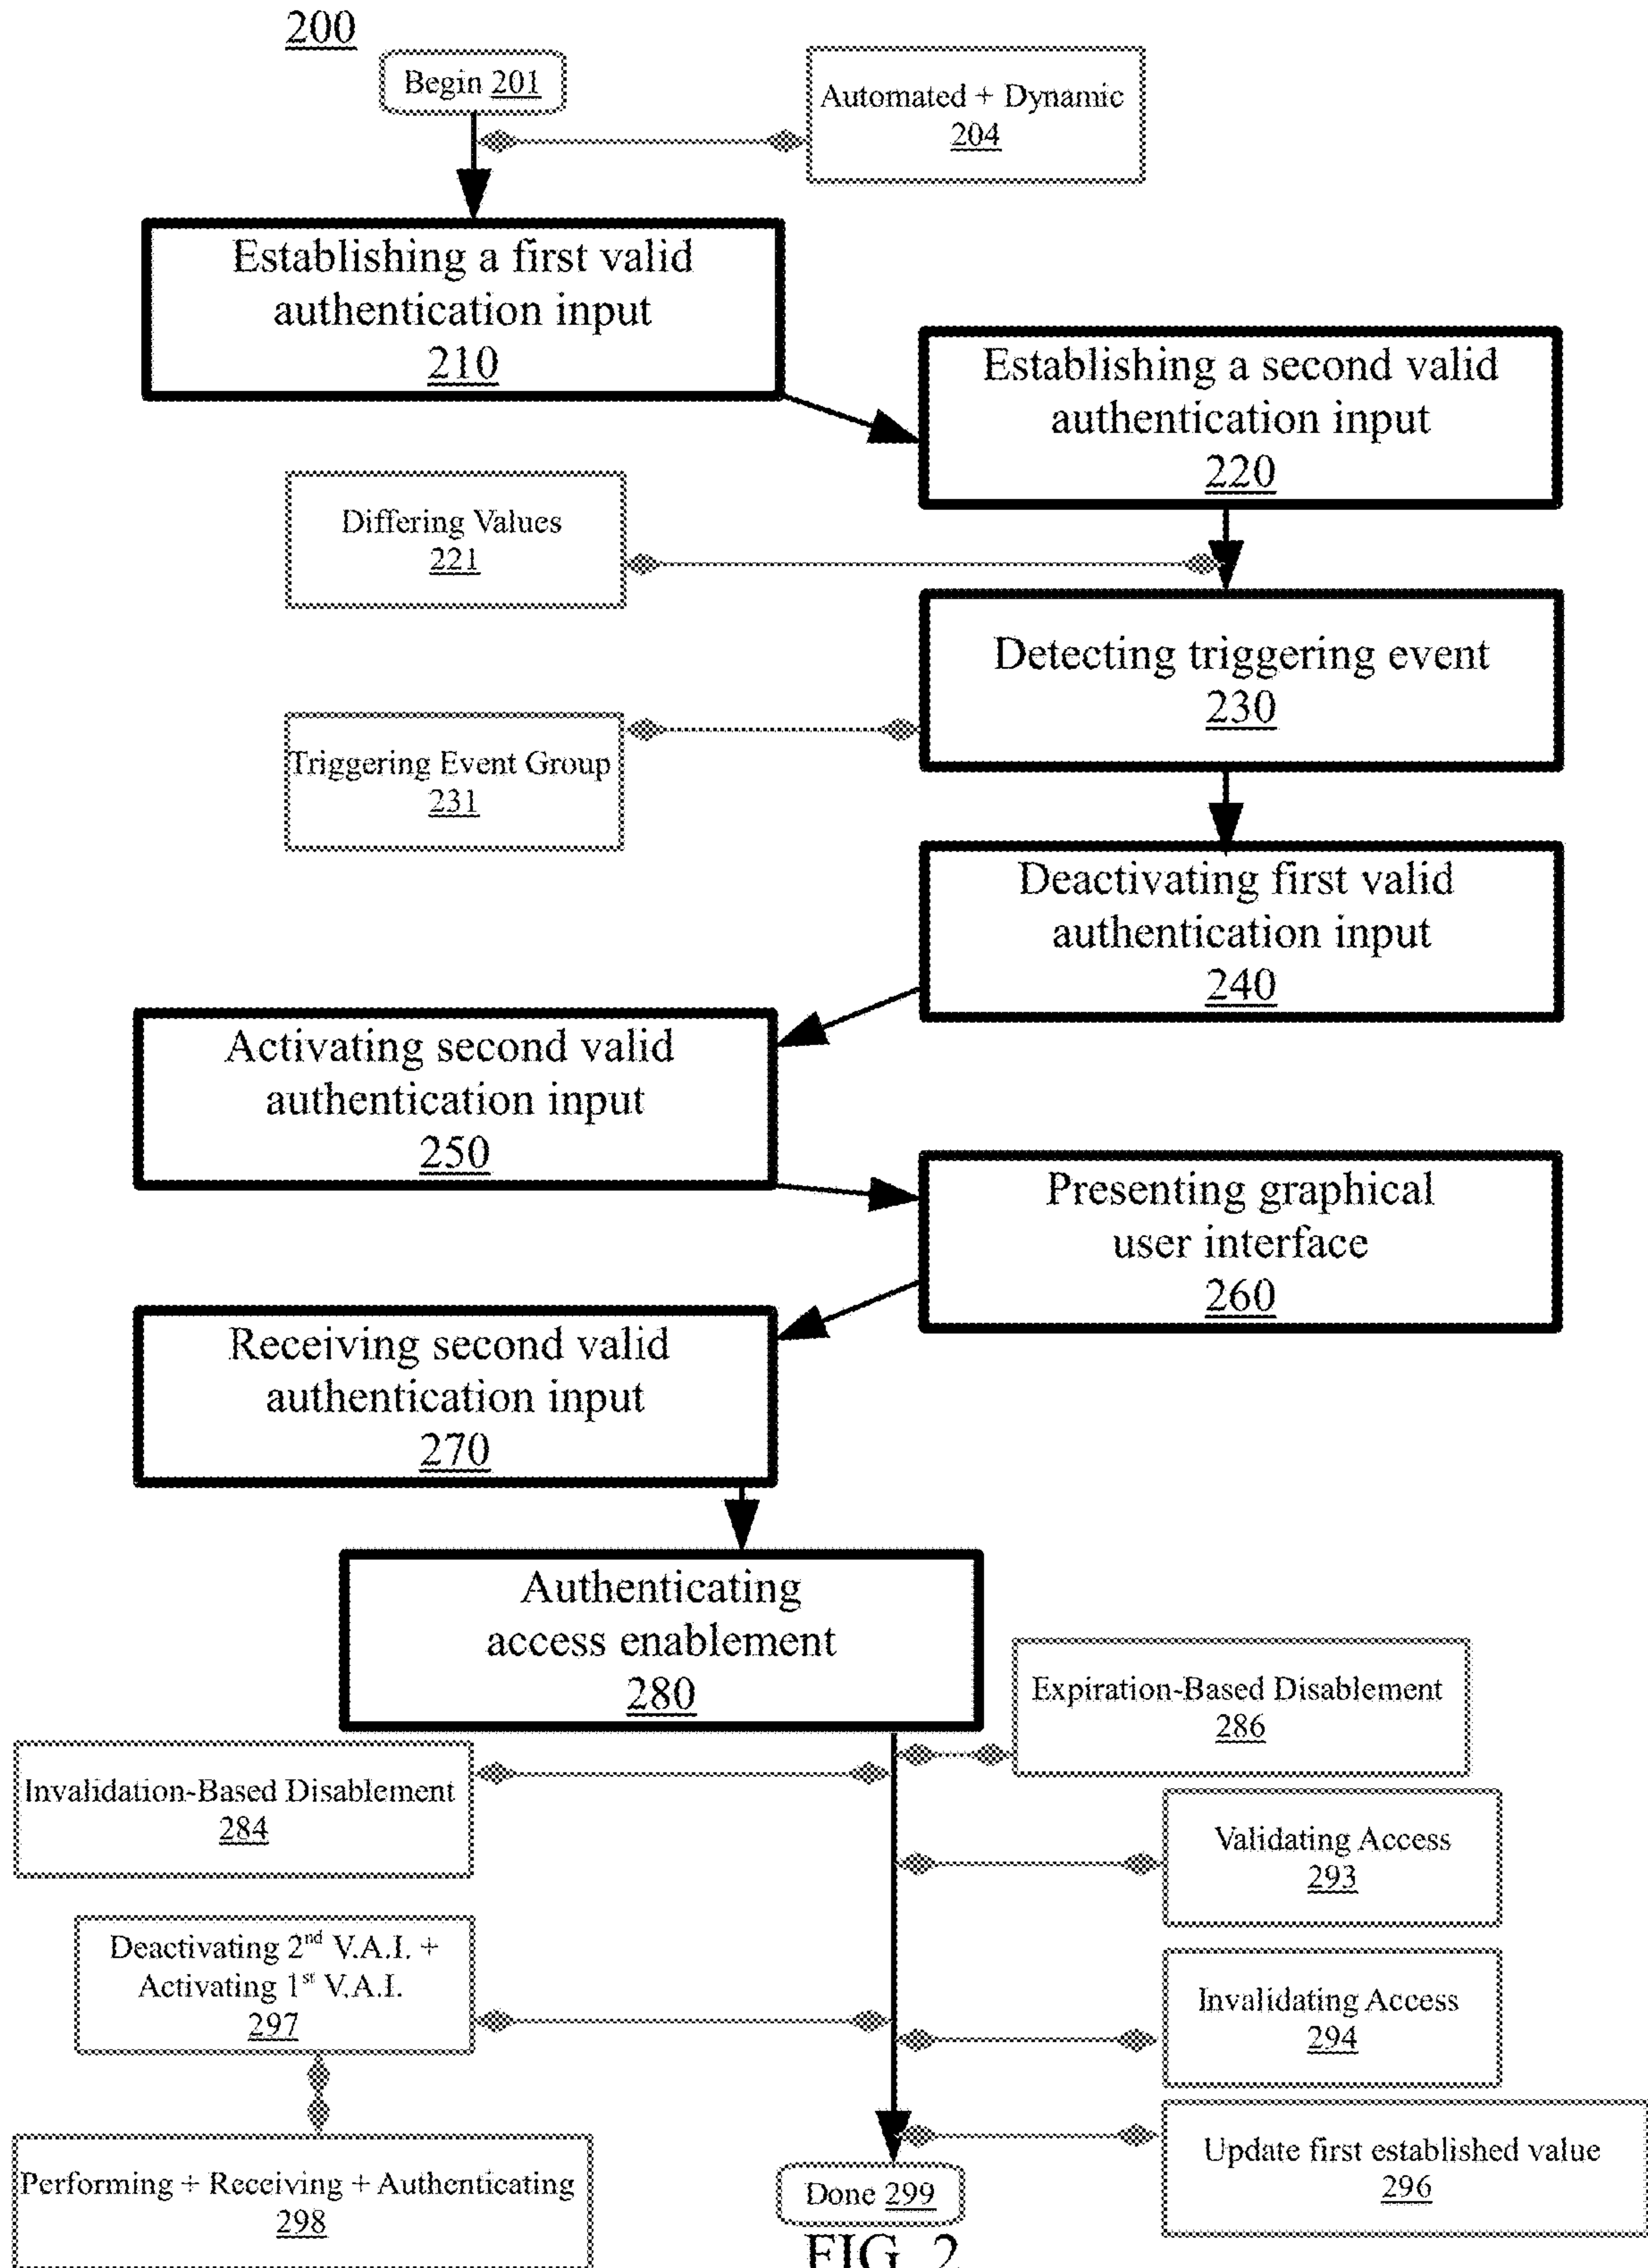 200
Begin 201
Automated + Dynamic
204
Establishing a first valid
authentication input
210
Establishing a second valid
authentication input
220
Differing Values
221
Detecting triggering event
230
Triggering Event Group
231
Deactivating first valid
authentication input
240
Activating second valid
authentication input
250
Presenting graphical
user interface
260
Receiving second valid
authentication input
270
Authenticating
access enablement
280
Expiration-Based Disablement
286
Invalidation-Based Disablement
284
Validating Access
293
Deactivating 2nd V.A.I. +
Activating 1st V.A.I.
297
Invalidating Access
294
Update first established value
296
Performing + Receiving + Authenticating
298
Done 299
FIG. 2